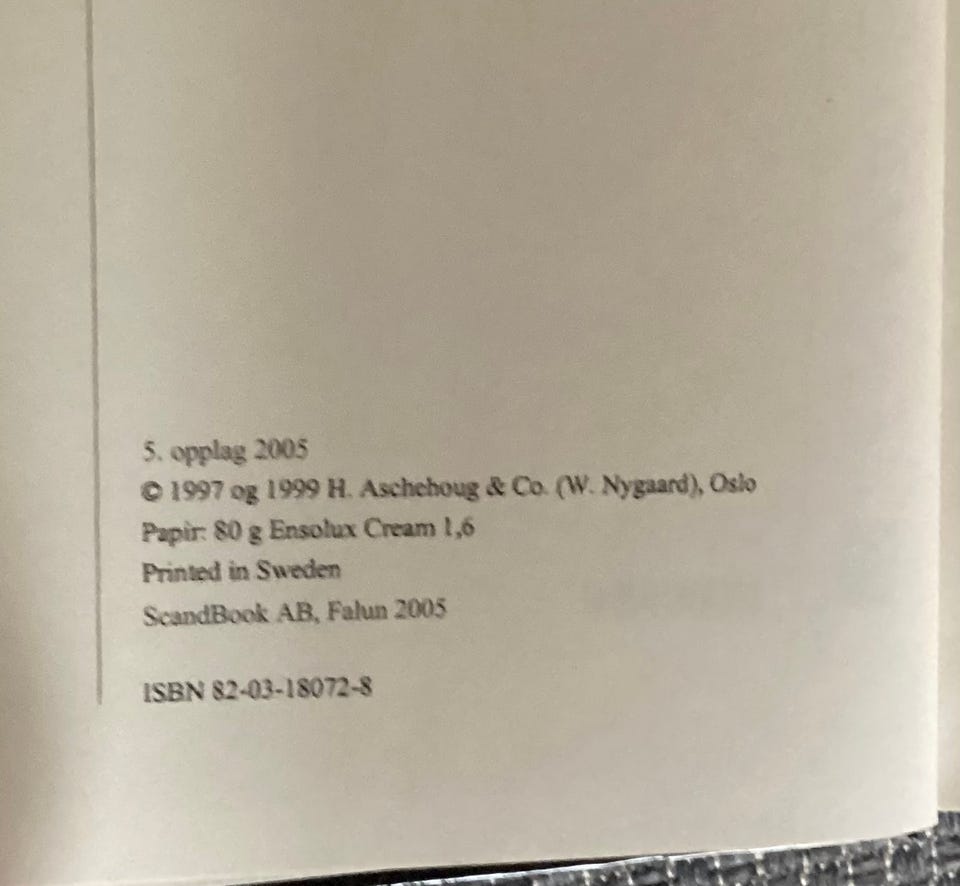 5. opplag 2005
© 1997 og 1999 H. Aschehoug & Co. (W. Nygaard), Oslo
Papir: 80 g Ensolux Cream 1,6
Printed in Sweden
ScandBook AB, Falun 2005
ISBN 82-03-18072-8